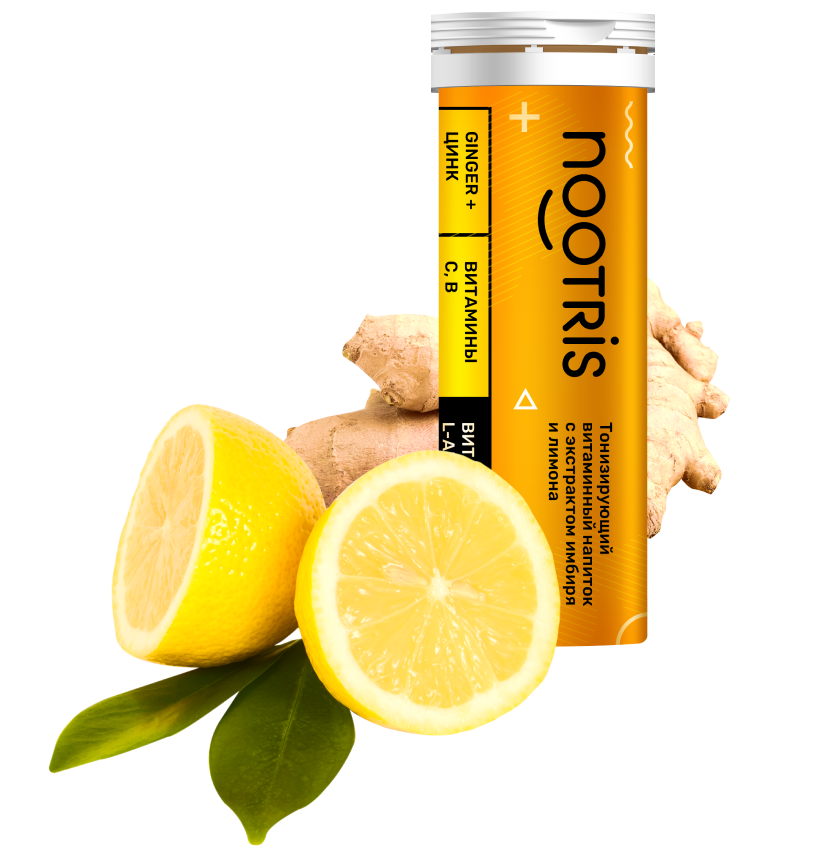 nooTRis
Тонизирующий
витаминный напиток
с экстрактом имбиря
и лимона
GINGER +
ЦИНК
ВИТАМИНЫ
С, В